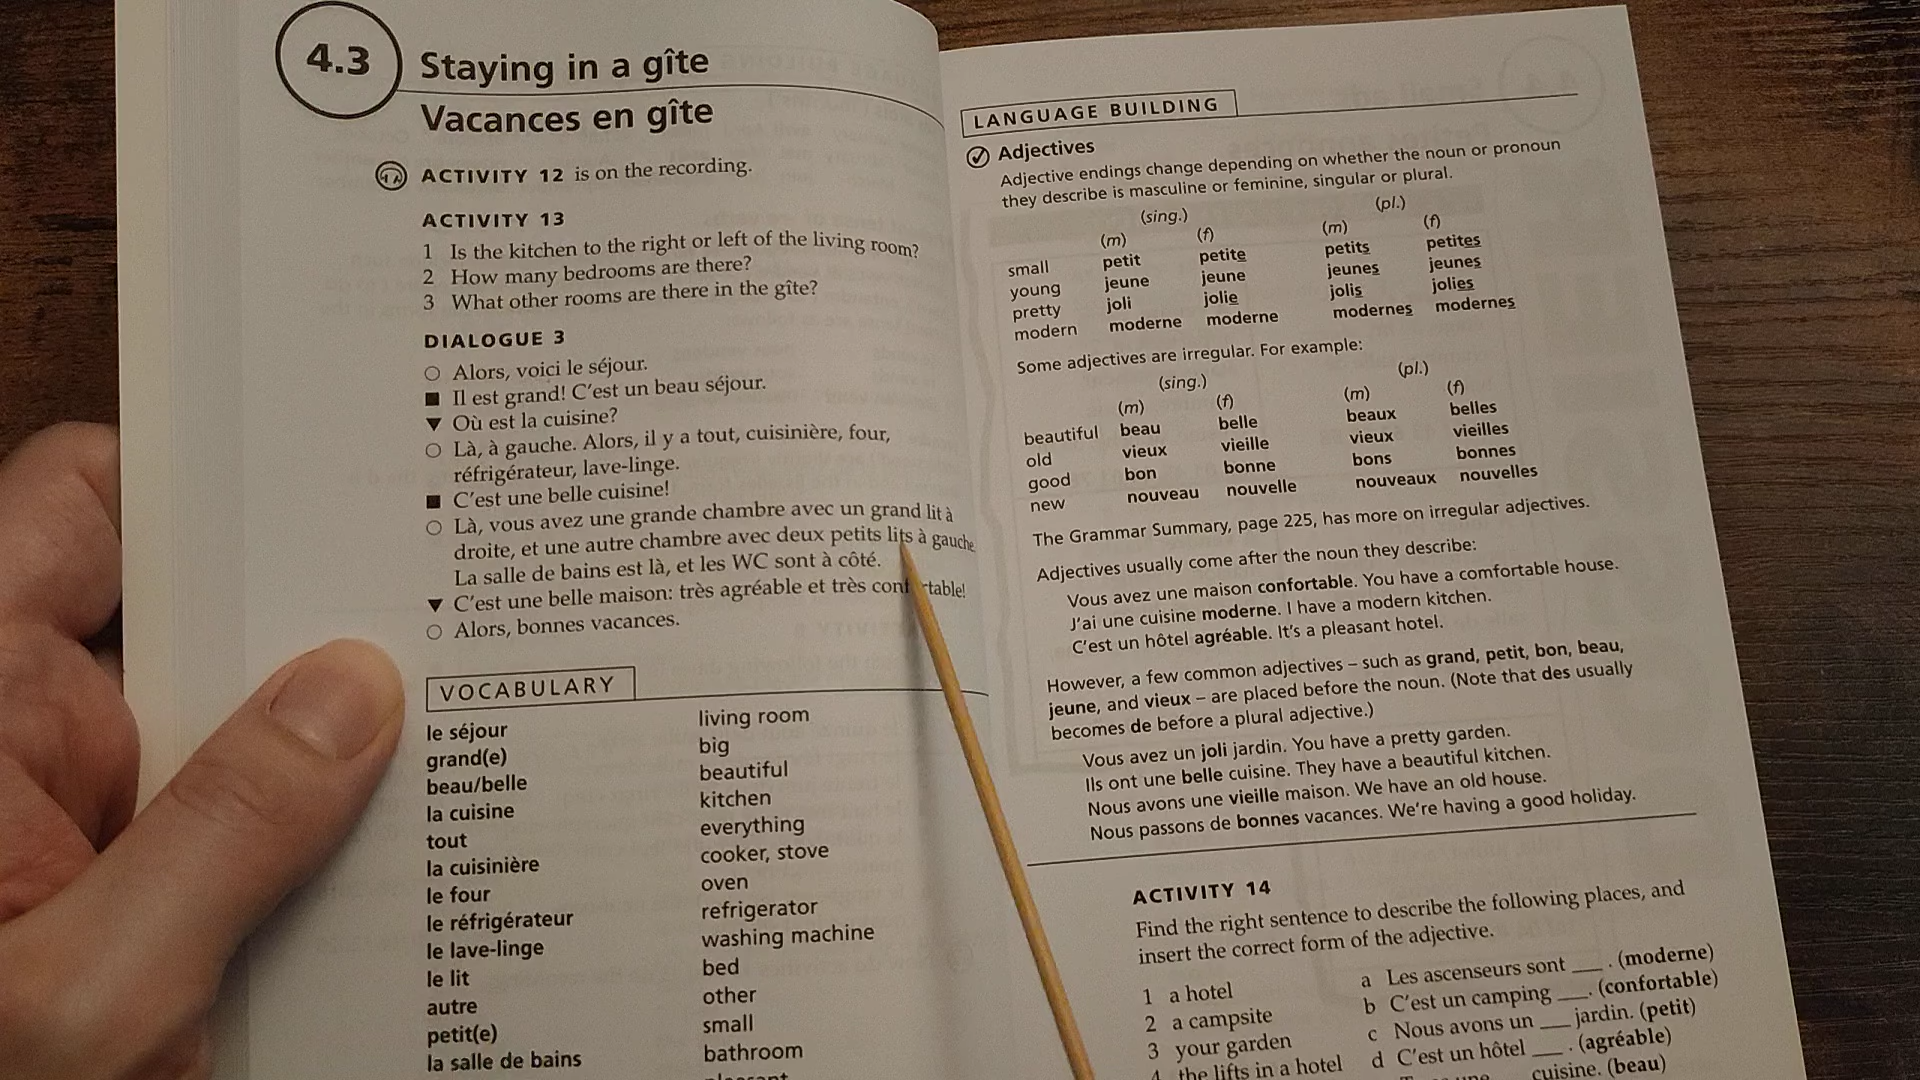 4.3
Staying in a gîte
Vacances en gîte
ACTIVITY 12 is on the recording.
ACTIVITY 13
1 Is the kitchen to the right or left of the living room?
2 How many bedrooms are there?
3 What other rooms are there in the gîte?
DIALOGUE 3
○ Alors, voici le séjour.
■ Il est grand! C'est un beau séjour.
▼ Où est la cuisine?
○ Là, à gauche. Alors, il y a tout, cuisinière, four,
réfrigérateur, lave-linge.
■ C'est une belle cuisine!
○ Là, vous avez une grande chambre avec un grand lit à
droite, et une autre chambre avec deux petits lits à gauche
La salle de bains est là, et les WC sont à côté.
▼ C'est une belle maison: très agréable et très table!
○ Alors, bonnes vacances.
VOCABULARY
le séjour living room
grand(e) big
beau/belle beautiful
la cuisine kitchen
tout everything
la cuisinière cooker, stove
le four oven
le réfrigérateur refrigerator
le lave-linge washing machine
le lit bed
autre other
petit(e) small
la salle de bains bathroom
LANGUAGE BUILDING
Adjectives
Adjective endings change depending on whether the noun or pronoun
they describe is masculine or feminine, singular or plural.
(sing.) (pl.)
(m) (f) (m) (f)
small petit petite petits petites
young jeune jeune jeunes jeunes
pretty joli jolie jolis jolies
modern moderne moderne modernes modernes
Some adjectives are irregular. For example:
(sing.) (pl.)
(m) (f) (m) (f)
beautiful beau belle beaux belles
old vieux vieille vieux vieilles
good bon bonne bons bonnes
new nouveau nouvelle nouveaux nouvelles
The Grammar Summary, page 225, has more on irregular adjectives.
Adjectives usually come after the noun they describe:
Vous avez une maison confortable. You have a comfortable house.
J'ai une cuisine moderne. I have a modern kitchen.
C'est un hôtel agréable. It's a pleasant hotel.
However, a few common adjectives – such as grand, petit, bon, beau,
jeune, and vieux – are placed before the noun. (Note that des usually
becomes de before a plural adjective.)
Vous avez un joli jardin. You have a pretty garden.
Ils ont une belle cuisine. They have a beautiful kitchen.
Nous avons une vieille maison. We have an old house.
Nous passons de bonnes vacances. We're having a good holiday.
ACTIVITY 14
Find the right sentence to describe the following places, and
insert the correct form of the adjective.
1 a hotel
2 a campsite
3 your garden
4 the lifts in a hotel
a Les ascenseurs sont ___ . (moderne)
b C'est un camping ___. (confortable)
c Nous avons un ___ jardin. (petit)
d C'est un hôtel ___ . (agréable)
cuisine. (beau)